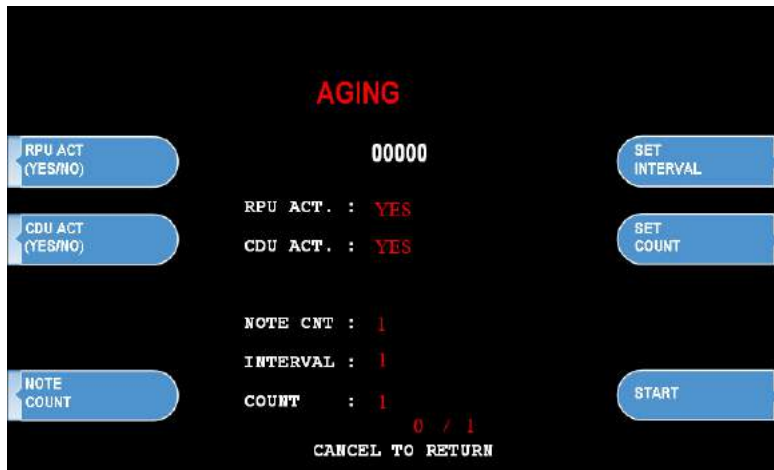 AGING
00000
RPU ACT
(YES/NO)
SET
INTERVAL
RPU ACT. : YES
CDU ACT
(YES/NO)
CDU ACT. : YES
SET
COUNT
NOTE CNT : 1
INTERVAL : 1
NOTE
COUNT
COUNT : 1
START
0 / 1
CANCEL TO RETURN